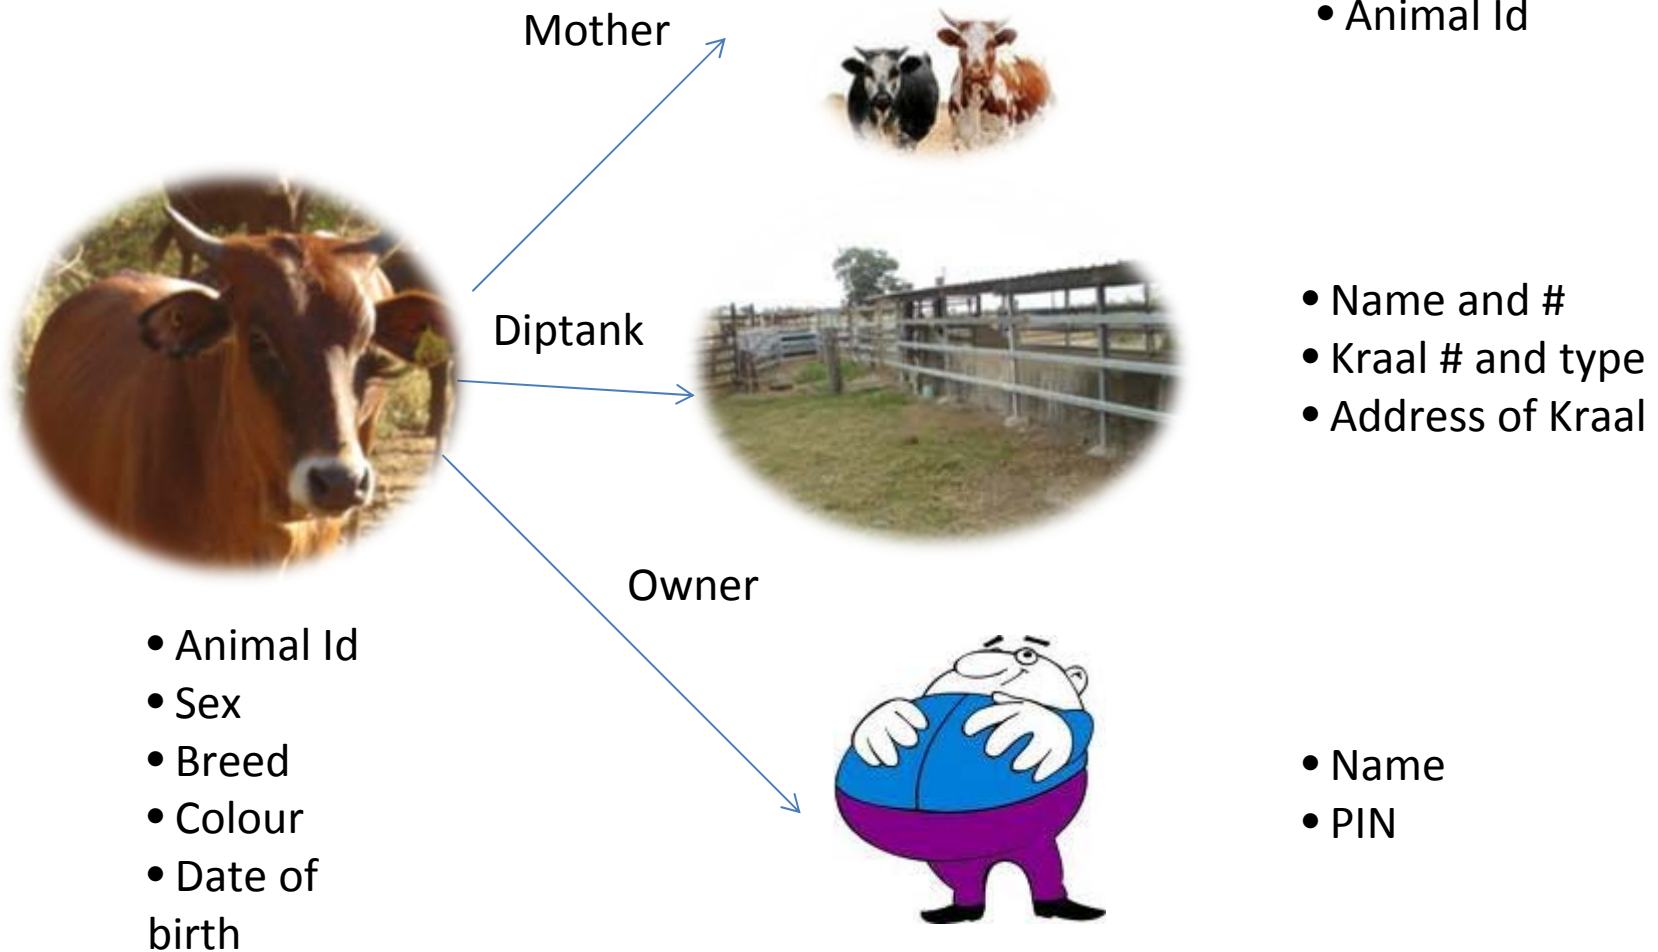 Mother
• Animal Id
Diptank
• Name and #
• Kraal # and type
• Address of Kraal
Owner
• Animal Id
• Sex
• Breed
• Colour
• Date of
birth
• Name
• PIN